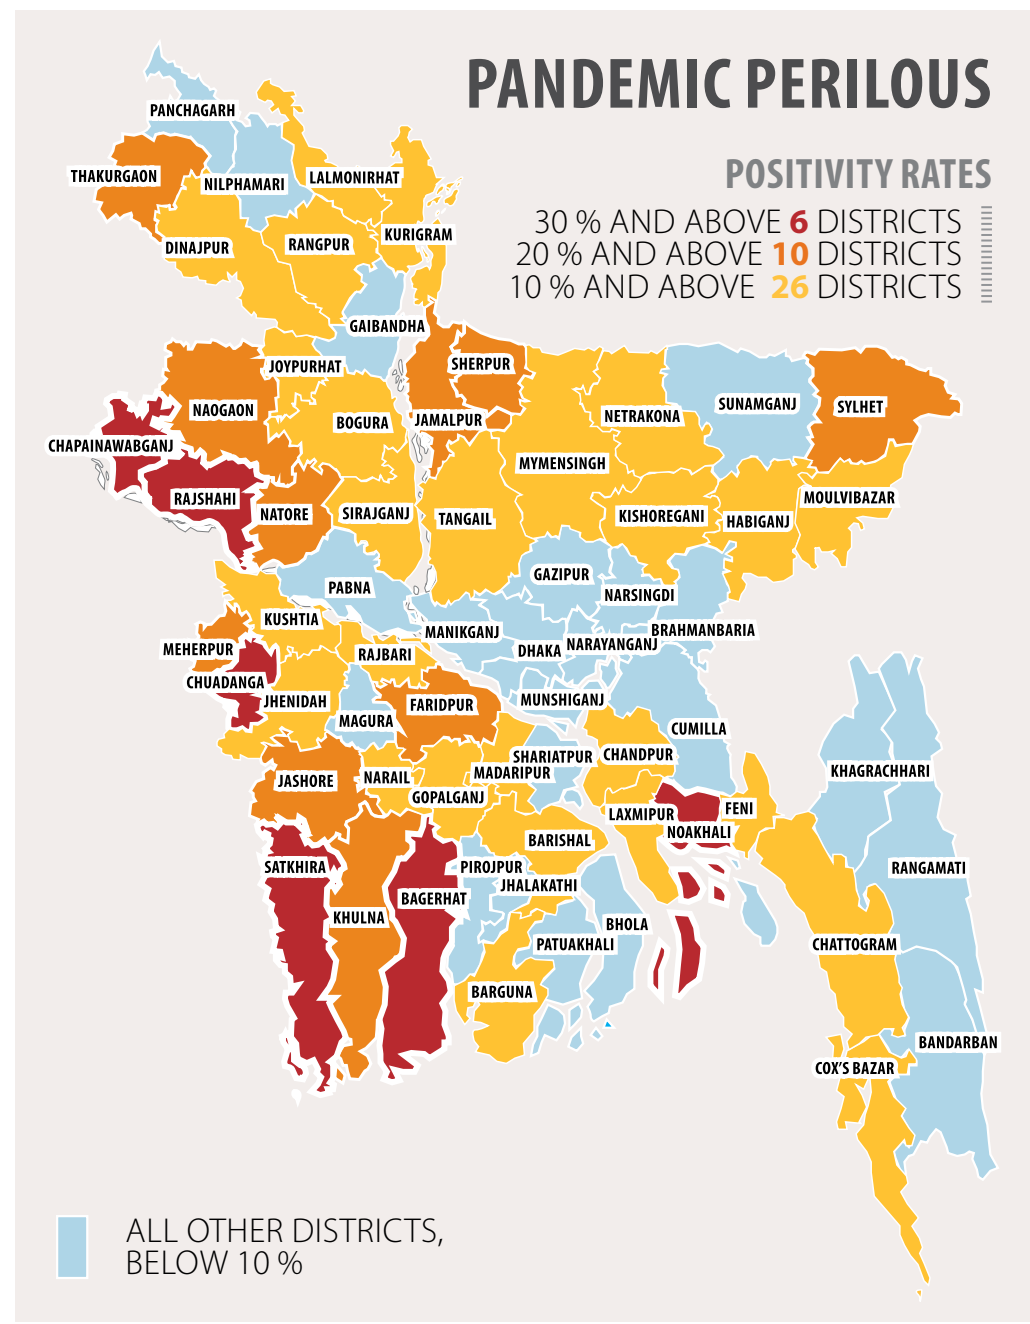 PANDEMIC PERILOUS
POSITIVITY RATES
30 % AND ABOVE 6 DISTRICTS
20 % AND ABOVE 10 DISTRICTS
10 % AND ABOVE 26 DISTRICTS
PANCHAGARH
THAKURGAON
NILPHAMARI
LALMONIRHAT
DINAJPUR
RANGPUR
KURIGRAM
GAIBANDHA
JOYPURHAT
SHERPUR
NAOGAON
BOGURA
JAMALPUR
NETRAKONA
SUNAMGANJ
SYLHET
CHAPAINAWABGANJ
RAJSHAHI
NATORE
SIRAJGANJ
TANGAIL
MYMENSINGH
KISHOREGANJ
HABIGANJ
MOULVIBAZAR
PABNA
GAZIPUR
NARSINGDI
KUSHTIA
MANIKGANJ
DHAKA
NARAYANGANJ
BRAHMANBARIA
MEHERPUR
RAJBARI
CHUADANGA
JHENIDAH
MAGURA
FARIDPUR
MUNSHIGANJ
CUMILLA
JASHORE
NARAIL
GOPALGANJ
MADARIPUR
SHARIATPUR
CHANDPUR
KHAGRACHHARI
LAXMIPUR
FENI
NOAKHALI
BARISHAL
SATKHIRA
KHULNA
BAGERHAT
PIROJPUR
JHALAKATHI
RANGAMATI
PATUAKHALI
BHOLA
CHATTOGRAM
BARGUNA
BANDARBAN
COX'S BAZAR
ALL OTHER DISTRICTS,
BELOW 10 %